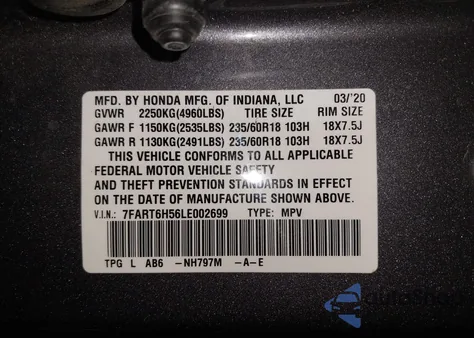 MFD. BY HONDA MFG. OF INDIANA, LLC 03/'20
GVWR 2250KG(4960LBS) TIRE SIZE RIM SIZE
GAWR F 1150KG(2535LBS) 235/60R18 103H 18X7.5J
GAWR R 1130KG(2491LBS) 235/60R18 103H 18X7.5J
THIS VEHICLE CONFORMS TO ALL APPLICABLE
FEDERAL MOTOR VEHICLE SAFETY
AND THEFT PREVENTION STANDARDS IN EFFECT
ON THE DATE OF MANUFACTURE SHOWN ABOVE.
V.I.N.: 7FART6H56LE002699 TYPE: MPV
TPG L AB6 -NH797M -A-E